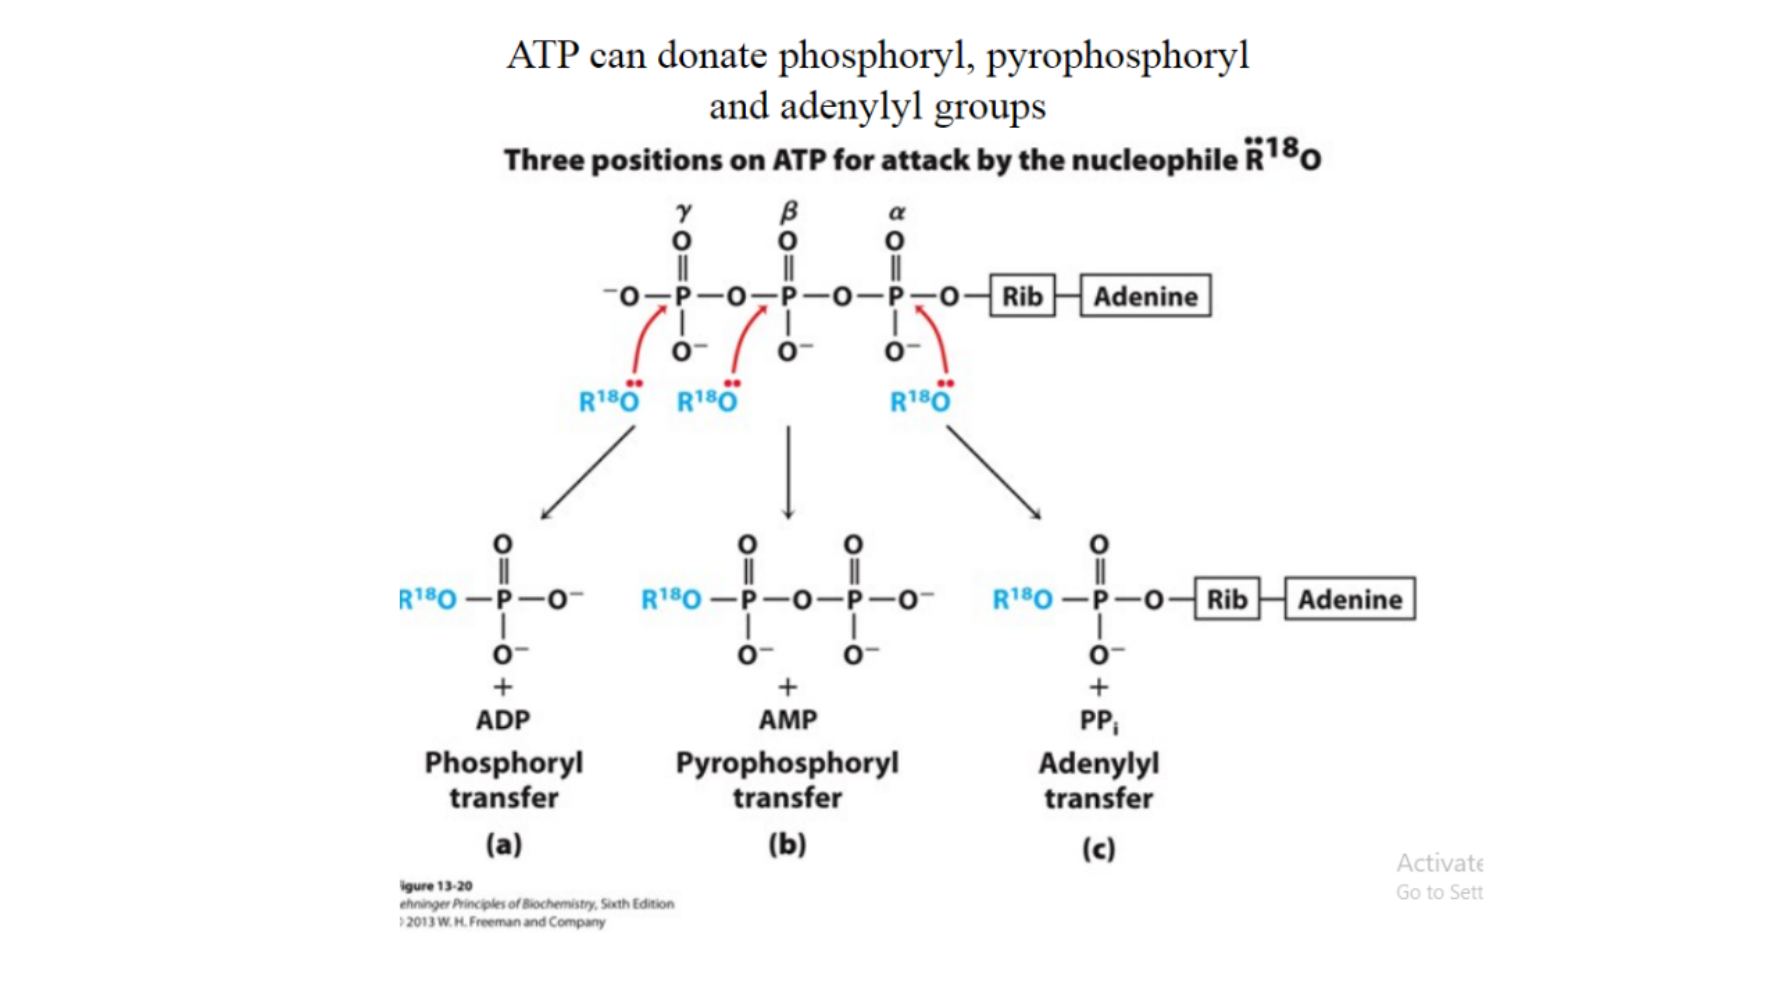 ATP can donate phosphoryl, pyrophosphoryl
and adenylyl groups
Three positions on ATP for attack by the nucleophile R̈¹⁸O
γ β α
O O O
⁻O—P—O—P—O—P—O—Rib—Adenine
O⁻ O⁻ O⁻
R¹⁸O R¹⁸O R¹⁸O
O O O O
R¹⁸O—P—O⁻ R¹⁸O—P—O—P—O⁻ R¹⁸O—P—O—Rib—Adenine
O⁻ O⁻ O⁻ O⁻
+ + +
ADP AMP PPᵢ
Phosphoryl Pyrophosphoryl Adenylyl
transfer transfer transfer
(a) (b) (c)
igure 13-20
ehninger Principles of Biochemistry, Sixth Edition
2013 W. H. Freeman and Company
Activate
Go to Sett